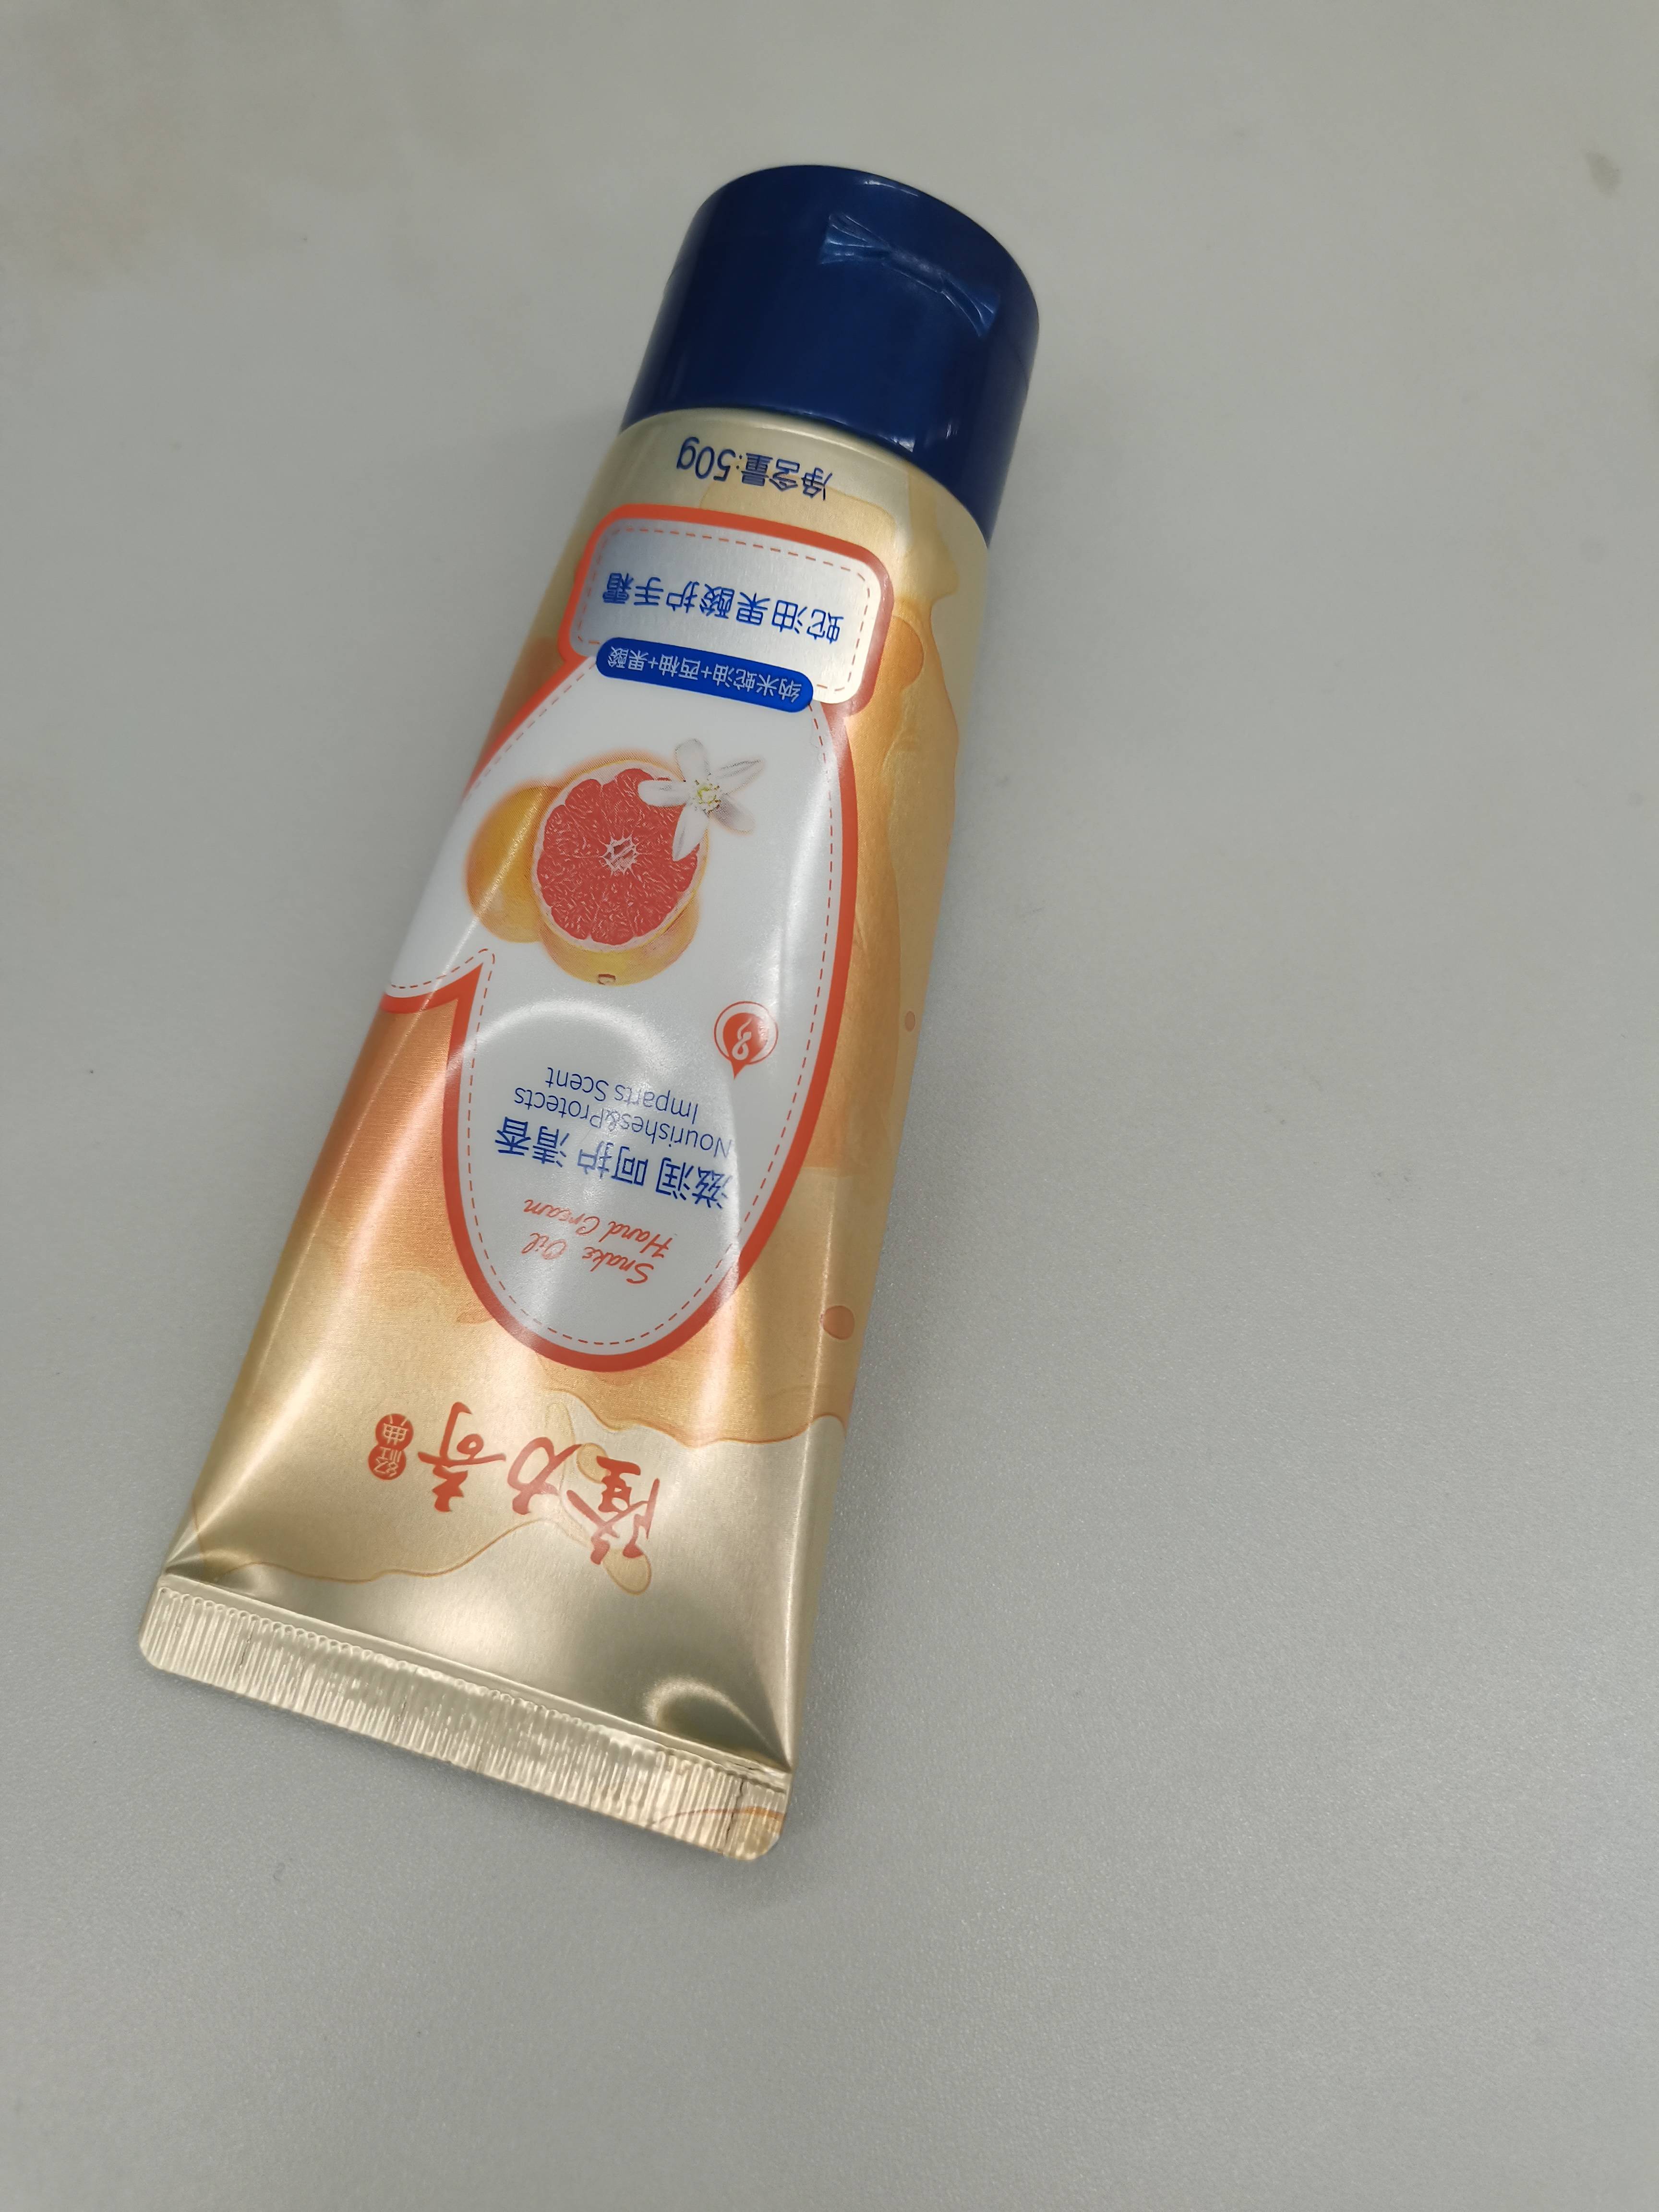 隆力奇
经典
Snake Oil
Hand Cream
滋润 呵护 清香
Nourishes&Protects
Imparts Scent
纳米蛇油+西柚+果酸
蛇油果酸护手霜
净含量:50g